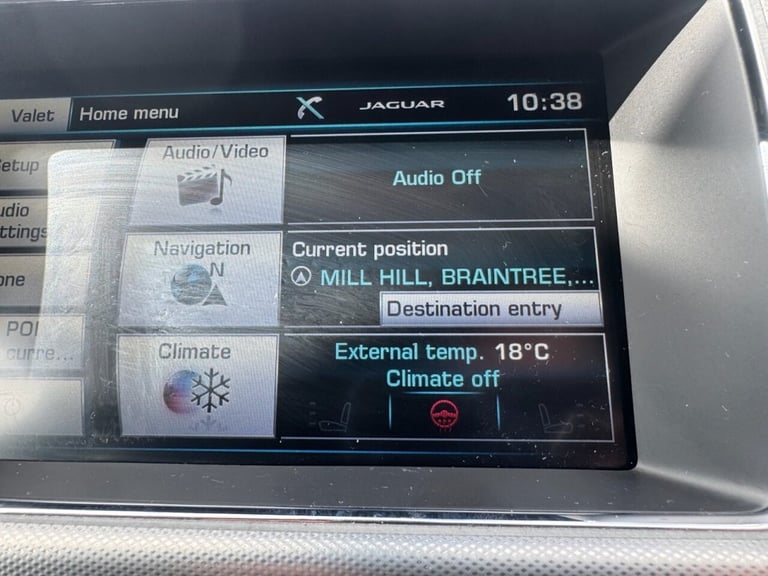 Valet
Home menu
JAGUAR
10:38
etup
udio
ttings
one
POI
curre...
Audio/Video
Audio Off
Navigation
N
Current position
MILL HILL, BRAINTREE,...
Destination entry
Climate
External temp. 18°C
Climate off